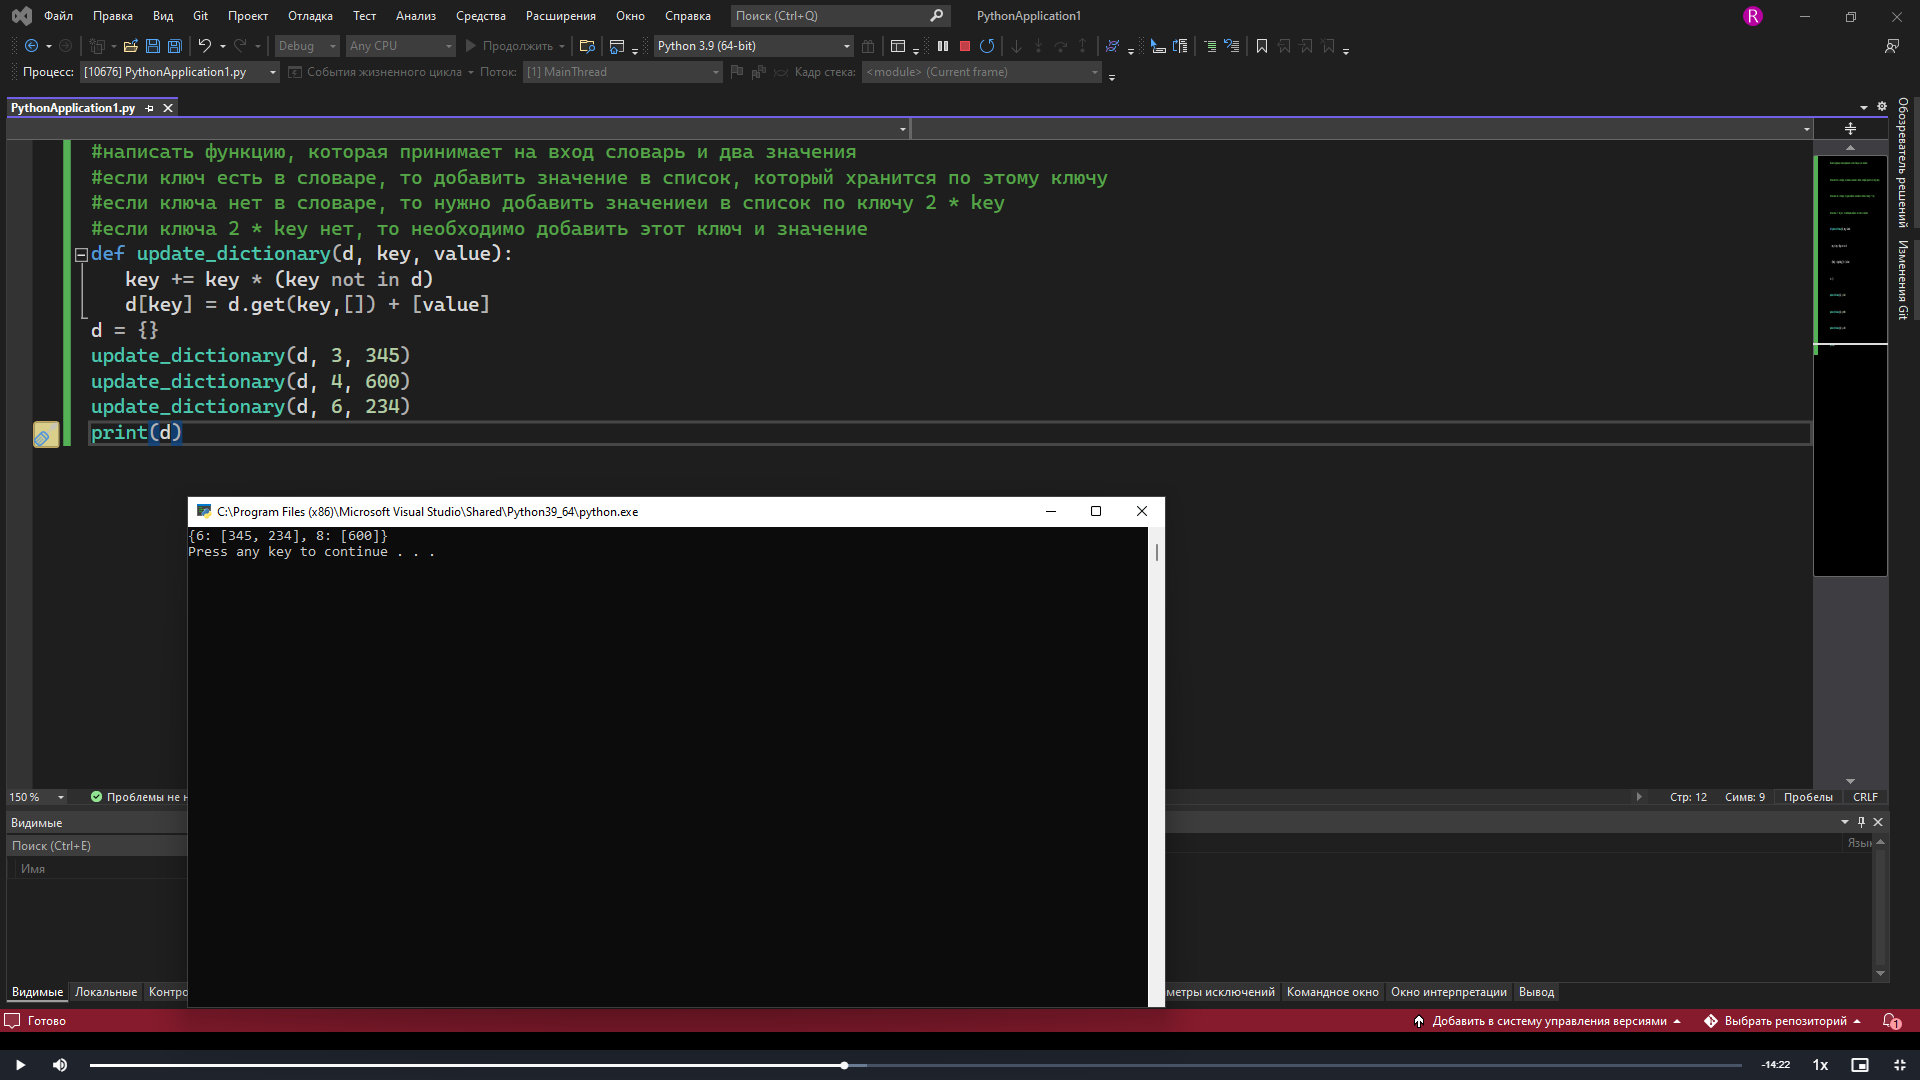 Файл Правка Вид Git Проект Отладка Тест Анализ Средства Расширения Окно Справка Поиск (Ctrl+Q) PythonApplication1 R
Debug Any CPU Продолжить Python 3.9 (64-bit)
Процесс: [10676] PythonApplication1.py События жизненного цикла Поток: [1] MainThread Кадр стека: <module> (Current frame)
PythonApplication1.py
#написать функцию, которая принимает на вход словарь и два значения
#если ключ есть в словаре, то добавить значение в список, который хранится по этому ключу
#если ключа нет в словаре, то нужно добавить значениеи в список по ключу 2 * key
#если ключа 2 * key нет, то необходимо добавить этот ключ и значение
def update_dictionary(d, key, value):
key += key * (key not in d)
d[key] = d.get(key,[]) + [value]
d = {}
update_dictionary(d, 3, 345)
update_dictionary(d, 4, 600)
update_dictionary(d, 6, 234)
print(d)
Обозреватель решений
Изменения Git
C:\Program Files (x86)\Microsoft Visual Studio\Shared\Python39_64\python.exe
{6: [345, 234], 8: [600]}
Press any key to continue . . .
150 % Проблемы не Стр: 12 Симв: 9 Пробелы CRLF
Видимые
Поиск (Ctrl+E)
Имя Язык
Видимые Локальные Контро метры исключений Командное окно Окно интерпретации Вывод
Готово Добавить в систему управления версиями Выбрать репозиторий 1
-14:22 1x